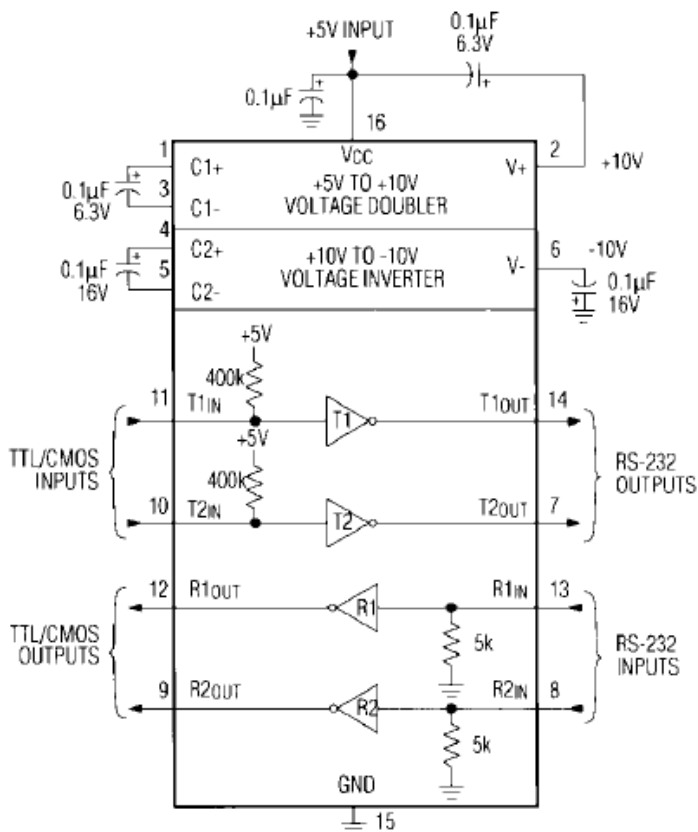 +5V INPUT
0.1µF
6.3V
0.1µF
16
1
C1+
VCC
V+
2
+10V
0.1µF
6.3V
3
C1-
+5V TO +10V
VOLTAGE DOUBLER
4
C2+
0.1µF
16V
5
C2-
+10V TO -10V
VOLTAGE INVERTER
V-
6
-10V
0.1µF
16V
+5V
400k
11
T1IN
T1
T1OUT
14
+5V
400k
TTL/CMOS
INPUTS
RS-232
OUTPUTS
10
T2IN
T2
T2OUT
7
12
R1OUT
R1
R1IN
13
5k
TTL/CMOS
OUTPUTS
RS-232
INPUTS
9
R2OUT
R2
R2IN
8
5k
GND
15